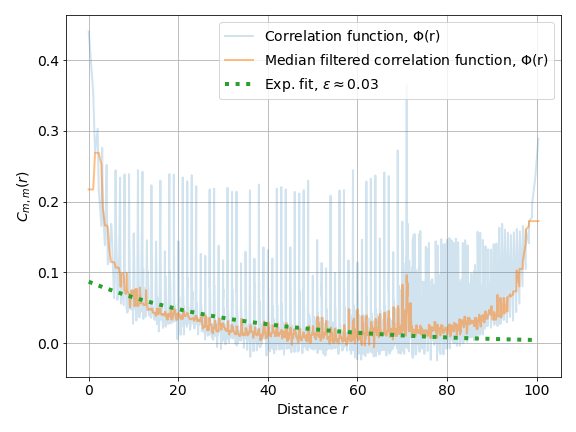 Correlation function, Φ(r)
Median filtered correlation function, Φ(r)
Exp. fit, ε ≈ 0.03
0.4
0.3
0.2
0.1
0.0
C_{m,m}(r)
0 20 40 60 80 100
Distance r